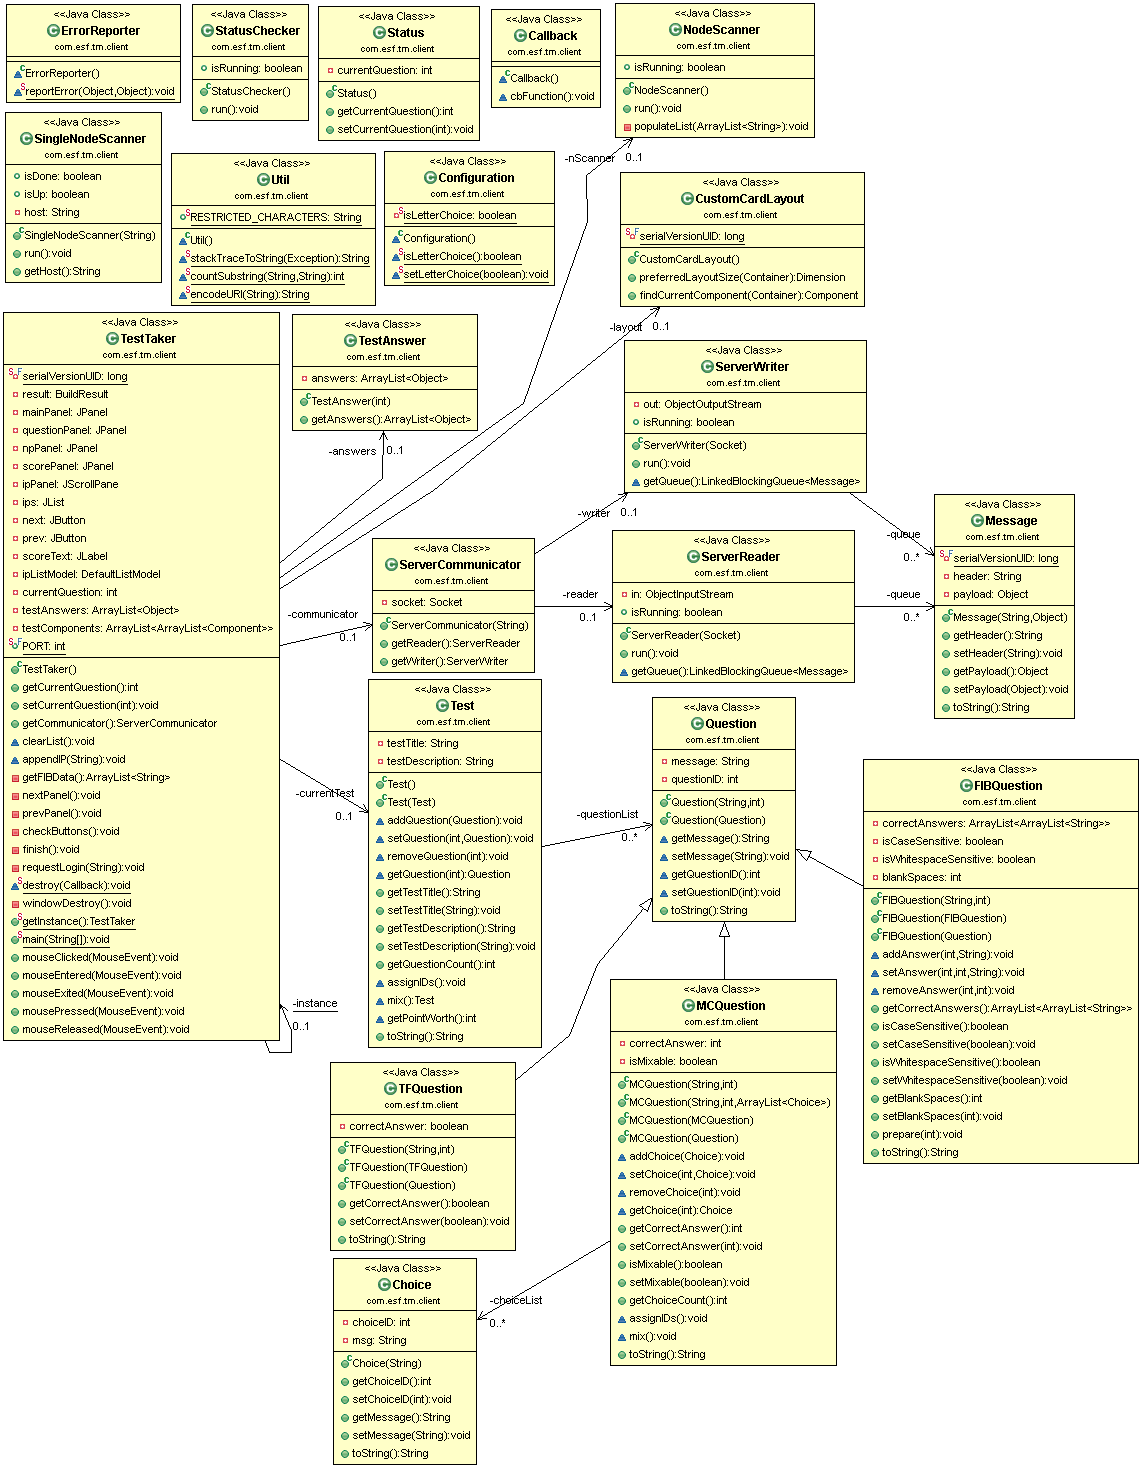 <<Java Class>>
ErrorReporter
com.esf.tm.client
ErrorReporter()
reportError(Object,Object):void
<<Java Class>>
StatusChecker
com.esf.tm.client
isRunning: boolean
StatusChecker()
run():void
<<Java Class>>
Status
com.esf.tm.client
currentQuestion: int
Status()
getCurrentQuestion():int
setCurrentQuestion(int):void
<<Java Class>>
Callback
com.esf.tm.client
Callback()
cbFunction():void
<<Java Class>>
NodeScanner
com.esf.tm.client
isRunning: boolean
NodeScanner()
run():void
populateList(ArrayList<String>):void
<<Java Class>>
SingleNodeScanner
com.esf.tm.client
isDone: boolean
isUp: boolean
host: String
SingleNodeScanner(String)
run():void
getHost():String
<<Java Class>>
Util
com.esf.tm.client
RESTRICTED_CHARACTERS: String
Util()
stackTraceToString(Exception):String
countSubstring(String,String):int
encodeURI(String):String
<<Java Class>>
Configuration
com.esf.tm.client
isLetterChoice: boolean
Configuration()
isLetterChoice():boolean
setLetterChoice(boolean):void
-nScanner
0..1
<<Java Class>>
CustomCardLayout
com.esf.tm.client
serialVersionUID: long
CustomCardLayout()
preferredLayoutSize(Container):Dimension
findCurrentComponent(Container):Component
-layout
0..1
<<Java Class>>
TestTaker
com.esf.tm.client
serialVersionUID: long
result: BuildResult
mainPanel: JPanel
questionPanel: JPanel
npPanel: JPanel
scorePanel: JPanel
ipPanel: JScrollPane
ips: JList
next: JButton
prev: JButton
scoreText: JLabel
ipListModel: DefaultListModel
currentQuestion: int
testAnswers: ArrayList<Object>
testComponents: ArrayList<ArrayList<Component>>
PORT: int
TestTaker()
getCurrentQuestion():int
setCurrentQuestion(int):void
getCommunicator():ServerCommunicator
clearList():void
appendIP(String):void
getFIBData():ArrayList<String>
nextPanel():void
prevPanel():void
checkButtons():void
finish():void
requestLogin(String):void
destroy(Callback):void
windowDestroy():void
getInstance():TestTaker
main(String[]):void
mouseClicked(MouseEvent):void
mouseEntered(MouseEvent):void
mouseExited(MouseEvent):void
mousePressed(MouseEvent):void
mouseReleased(MouseEvent):void
-instance
0..1
<<Java Class>>
TestAnswer
com.esf.tm.client
answers: ArrayList<Object>
TestAnswer(int)
getAnswers():ArrayList<Object>
-answers
0..1
<<Java Class>>
ServerWriter
com.esf.tm.client
out: ObjectOutputStream
isRunning: boolean
ServerWriter(Socket)
run():void
getQueue():LinkedBlockingQueue<Message>
-writer
0..1
-queue
0..*
<<Java Class>>
Message
com.esf.tm.client
serialVersionUID: long
header: String
payload: Object
Message(String,Object)
getHeader():String
setHeader(String):void
getPayload():Object
setPayload(Object):void
toString():String
<<Java Class>>
ServerCommunicator
com.esf.tm.client
socket: Socket
ServerCommunicator(String)
getReader():ServerReader
getWriter():ServerWriter
-communicator
0..1
-reader
0..1
<<Java Class>>
ServerReader
com.esf.tm.client
in: ObjectInputStream
isRunning: boolean
ServerReader(Socket)
run():void
getQueue():LinkedBlockingQueue<Message>
-queue
0..*
<<Java Class>>
Test
com.esf.tm.client
testTitle: String
testDescription: String
Test()
Test(Test)
addQuestion(Question):void
setQuestion(int,Question):void
removeQuestion(int):void
getQuestion(int):Question
getTestTitle():String
setTestTitle(String):void
getTestDescription():String
setTestDescription(String):void
getQuestionCount():int
assignIDs():void
mix():Test
getPointWorth():int
toString():String
-currentTest
0..1
-questionList
0..*
<<Java Class>>
Question
com.esf.tm.client
message: String
questionID: int
Question(String,int)
Question(Question)
getMessage():String
setMessage(String):void
getQuestionID():int
setQuestionID(int):void
toString():String
<<Java Class>>
FIBQuestion
com.esf.tm.client
correctAnswers: ArrayList<ArrayList<String>>
isCaseSensitive: boolean
isWhitespaceSensitive: boolean
blankSpaces: int
FIBQuestion(String,int)
FIBQuestion(FIBQuestion)
FIBQuestion(Question)
addAnswer(int,String):void
setAnswer(int,int,String):void
removeAnswer(int,int):void
getCorrectAnswers():ArrayList<ArrayList<String>>
isCaseSensitive():boolean
setCaseSensitive(boolean):void
isWhitespaceSensitive():boolean
setWhitespaceSensitive(boolean):void
getBlankSpaces():int
setBlankSpaces(int):void
prepare(int):void
toString():String
<<Java Class>>
MCQuestion
com.esf.tm.client
correctAnswer: int
isMixable: boolean
MCQuestion(String,int)
MCQuestion(String,int,ArrayList<Choice>)
MCQuestion(MCQuestion)
MCQuestion(Question)
addChoice(Choice):void
setChoice(int,Choice):void
removeChoice(int):void
getChoice(int):Choice
getCorrectAnswer():int
setCorrectAnswer(int):void
isMixable():boolean
setMixable(boolean):void
getChoiceCount():int
assignIDs():void
mix():void
toString():String
<<Java Class>>
TFQuestion
com.esf.tm.client
correctAnswer: boolean
TFQuestion(String,int)
TFQuestion(TFQuestion)
TFQuestion(Question)
getCorrectAnswer():boolean
setCorrectAnswer(boolean):void
toString():String
<<Java Class>>
Choice
com.esf.tm.client
choiceID: int
msg: String
Choice(String)
getChoiceID():int
setChoiceID(int):void
getMessage():String
setMessage(String):void
toString():String
-choiceList
0..*